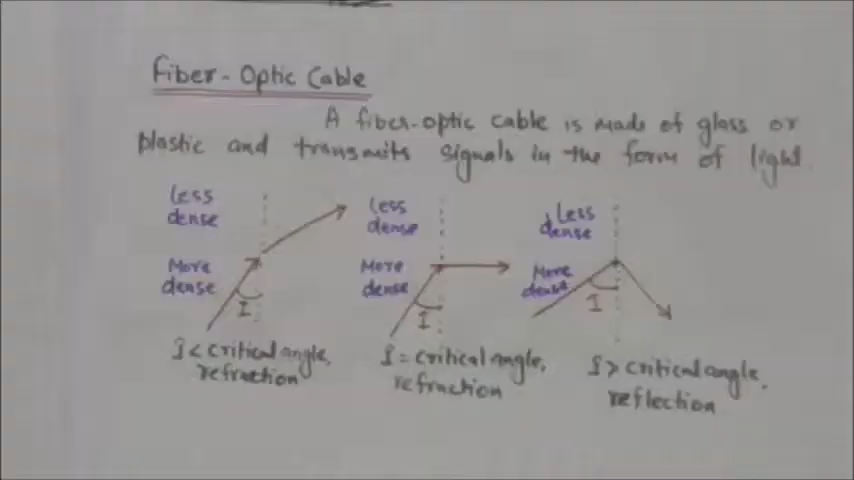 Fiber-Optic Cable
A fiber-optic cable is made of glass or
plastic and transmits signals in the form of light.
Less dense
More dense
I
I < critical angle,
refraction
Less dense
More dense
I
I = critical angle,
refraction
Less dense
More dense
I
I > critical angle,
reflection